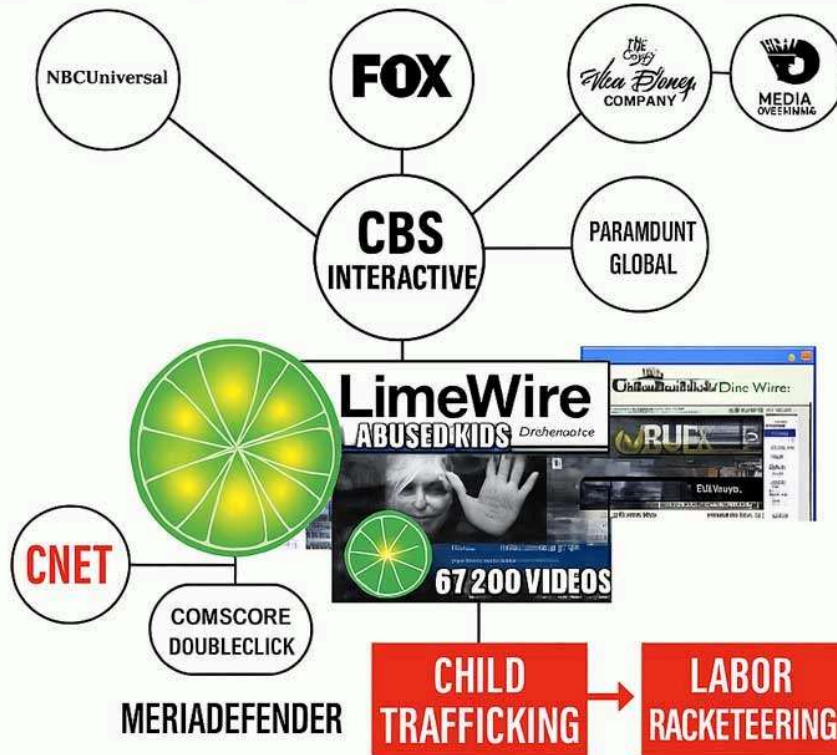 NBCUniversal
FOX
THE
COMPANY
MEDIA
CBS
INTERACTIVE
PARAMDUNT
GLOBAL
LimeWire
ABUSED KIDS
67 200 VIDEOS
CNET
COMSCORE
DOUBLECLICK
MERIADEFENDER
CHILD
TRAFFICKING
LABOR
RACKETEERING